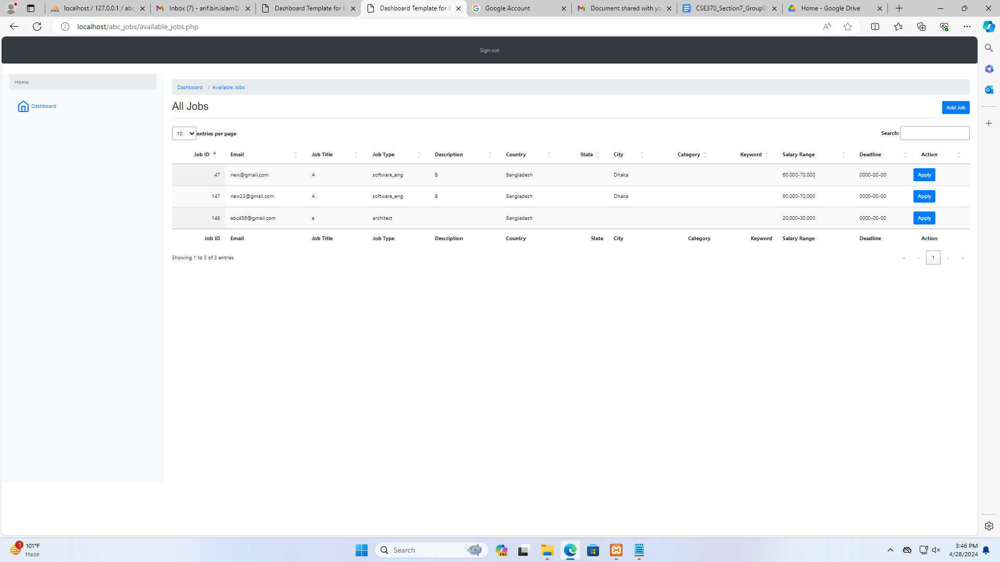 localhost / 127.0.0.1 / abc_
Inbox (7) - arif.bin.islam@
Dashboard Template for B
Dashboard Template for B
Google Account
Document shared with yo
CSE370_Section7_Group0
Home - Google Drive
localhost/abc_jobs/available_jobs.php
Sign out
Home
Dashboard
Dashboard / Available Jobs
All Jobs
Add Job
10 entries per page
Search:
Job ID Email Job Title Job Type Description Country State City Category Keyword Salary Range Deadline Action
47 new@gmail.com A software_eng B Bangladesh Dhaka 60,000-70,000 0000-00-00 Apply
147 new23@gmail.com A software_eng B Bangladesh Dhaka 60,000-70,000 0000-00-00 Apply
148 abc456@gmail.com a architect Bangladesh 20,000-30,000 0000-00-00 Apply
Job ID Email Job Title Job Type Description Country State City Category Keyword Salary Range Deadline Action
Showing 1 to 3 of 3 entries
« ‹ 1 › »
1
101°F
Haze
Search
PRE
3:46 PM
4/28/2024